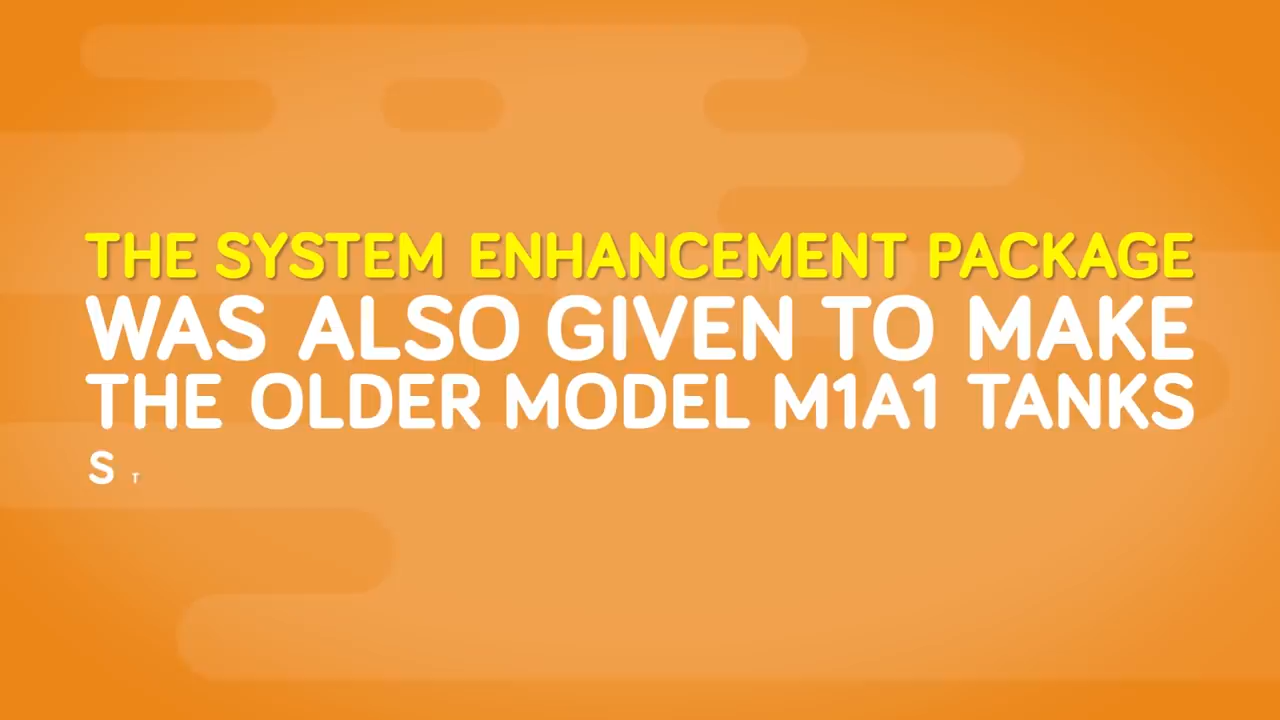 THE SYSTEM ENHANCEMENT PACKAGE
WAS ALSO GIVEN TO MAKE
THE OLDER MODEL M1A1 TANKS
S T